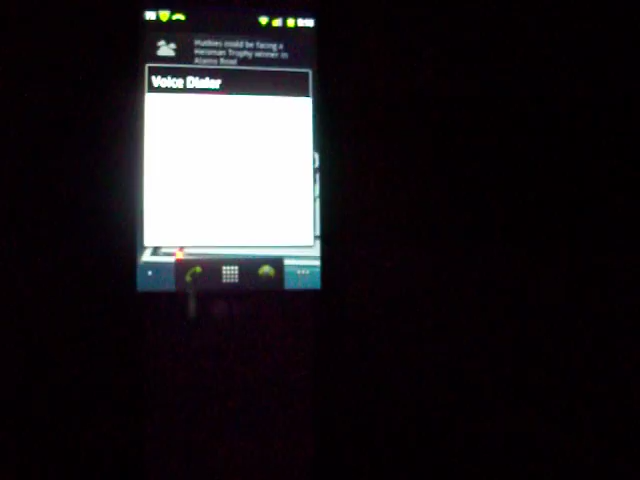 Huskies could be facing a
Heisman Trophy winner in
Alamo Bowl
Voice Dialer